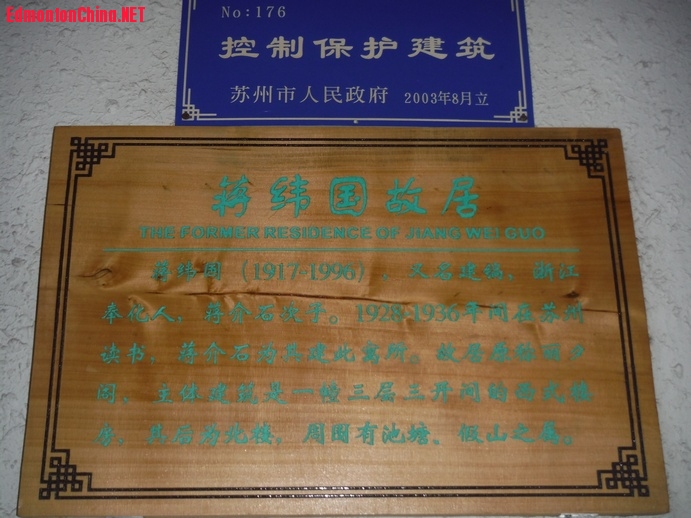 EdmontonChina.NET
No:176
控制保护建筑
苏州市人民政府 2003年8月立
蒋纬国故居
THE FORMER RESIDENCE OF JIANG WEI GUO
蒋纬国（1917-1996），又名建镐，浙江
奉化人，蒋介石次子。1928-1936年间在苏州
读书，蒋介石为其建此寓所。故居原称丽夕
阁，主体建筑是一幢三层三开间的西式楼
房，其后为花楼，周围有池塘、假山之属。